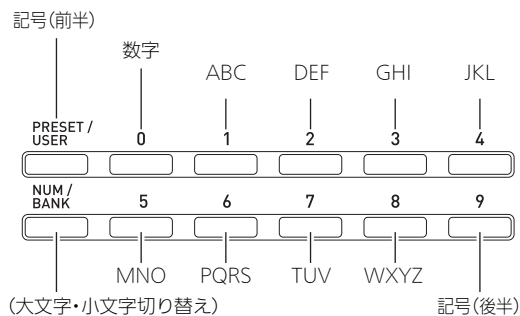 記号(前半)
数字
ABC DEF GHI JKL
PRESET /
USER 0 1 2 3 4
NUM /
BANK 5 6 7 8 9
MNO PQRS TUV WXYZ
(大文字・小文字切り替え) 記号(後半)